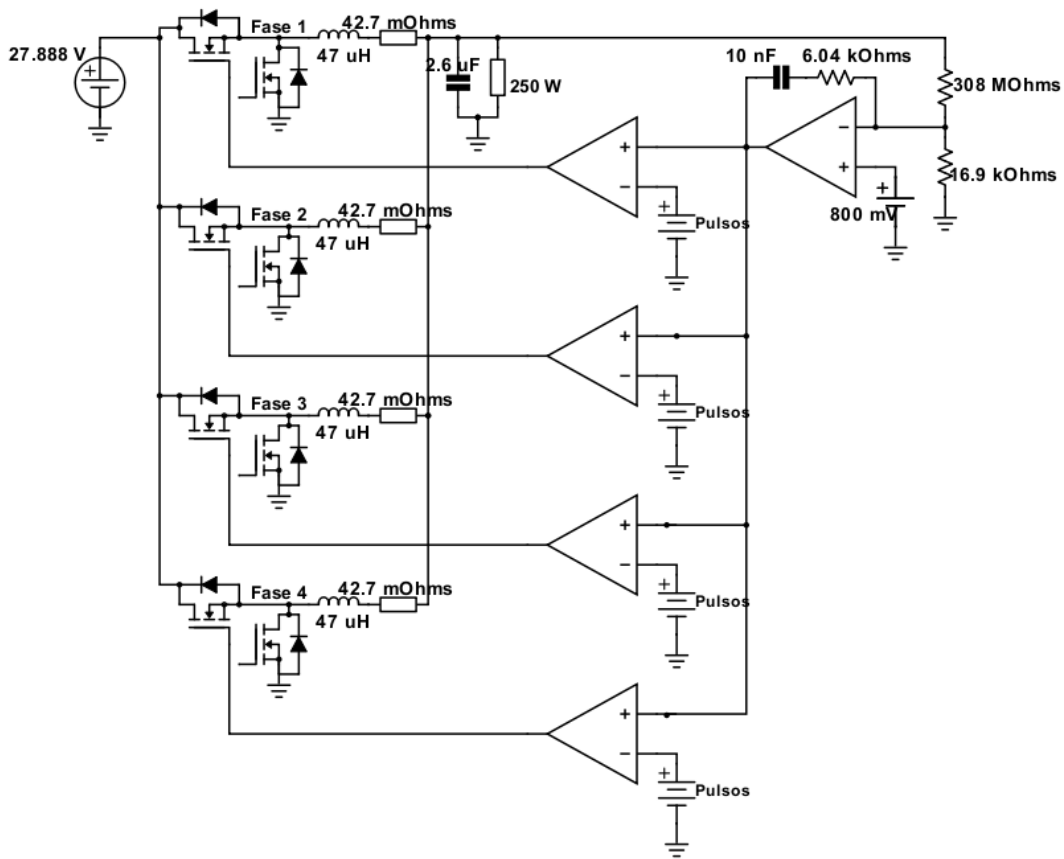 27.888 V
+
Fase 1
42.7 mOhms
47 uH
2.6 uF
250 W
10 nF
6.04 kOhms
308 MOhms
16.9 kOhms
800 mV
+
−
+
+
−
+
Pulsos
Fase 2
42.7 mOhms
47 uH
+
−
+
Pulsos
Fase 3
42.7 mOhms
47 uH
+
−
+
Pulsos
Fase 4
42.7 mOhms
47 uH
+
−
+
Pulsos